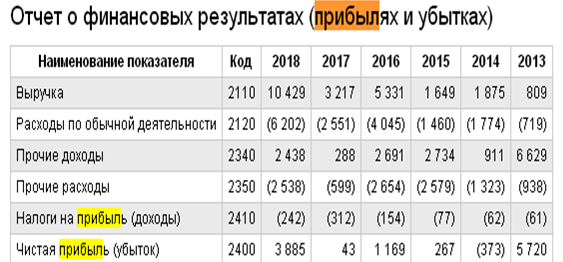 Отчет о финансовых результатах (прибылях и убытках)
Наименование показателя Код 2018 2017 2016 2015 2014 2013
Выручка 2110 10 429 3 217 5 331 1 649 1 875 809
Расходы по обычной деятельности 2120 (6 202) (2 551) (4 045) (1 460) (1 774) (719)
Прочие доходы 2340 2 438 288 2 691 2 734 911 6 629
Прочие расходы 2350 (2 538) (599) (2 654) (2 579) (1 323) (938)
Налоги на прибыль (доходы) 2410 (242) (312) (154) (77) (62) (61)
Чистая прибыль (убыток) 2400 3 885 43 1 169 267 (373) 5 720